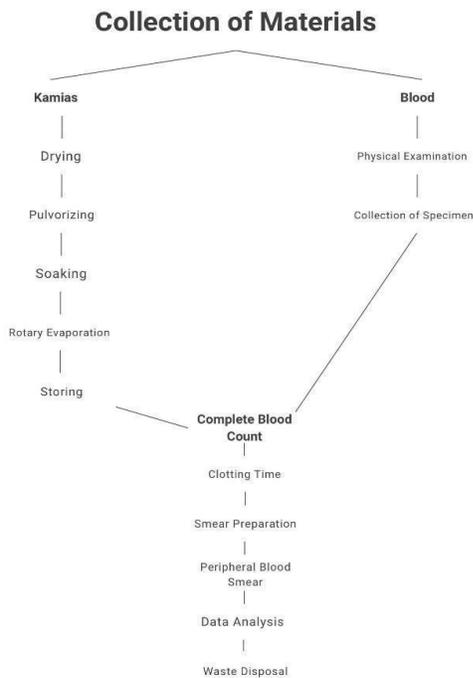 Collection of Materials
Kamias
Blood
Drying
Physical Examination
Pulvorizing
Collection of Specimen
Soaking
Rotary Evaporation
Storing
Complete Blood
Count
Clotting Time
Smear Preparation
Peripheral Blood
Smear
Data Analysis
Waste Disposal